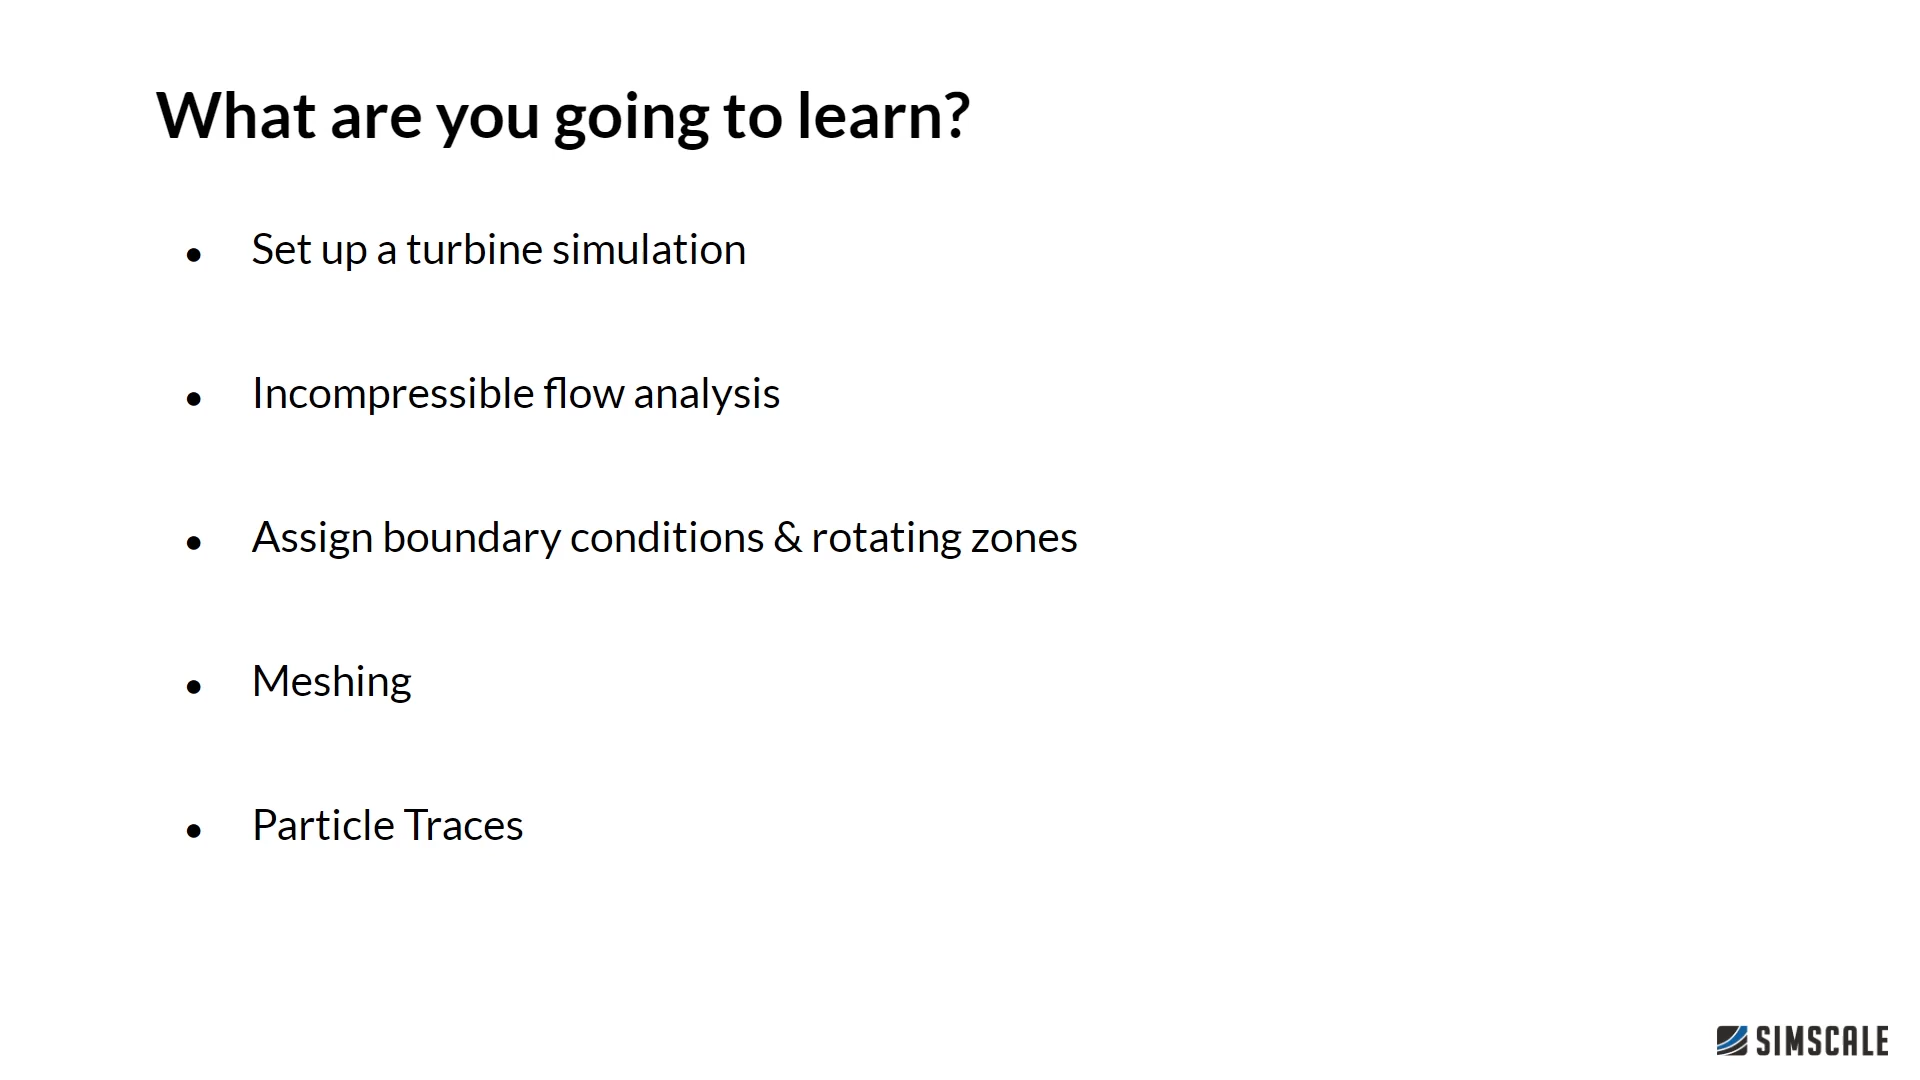 What are you going to learn?
● Set up a turbine simulation
● Incompressible flow analysis
● Assign boundary conditions & rotating zones
● Meshing
● Particle Traces
SIMSCALE